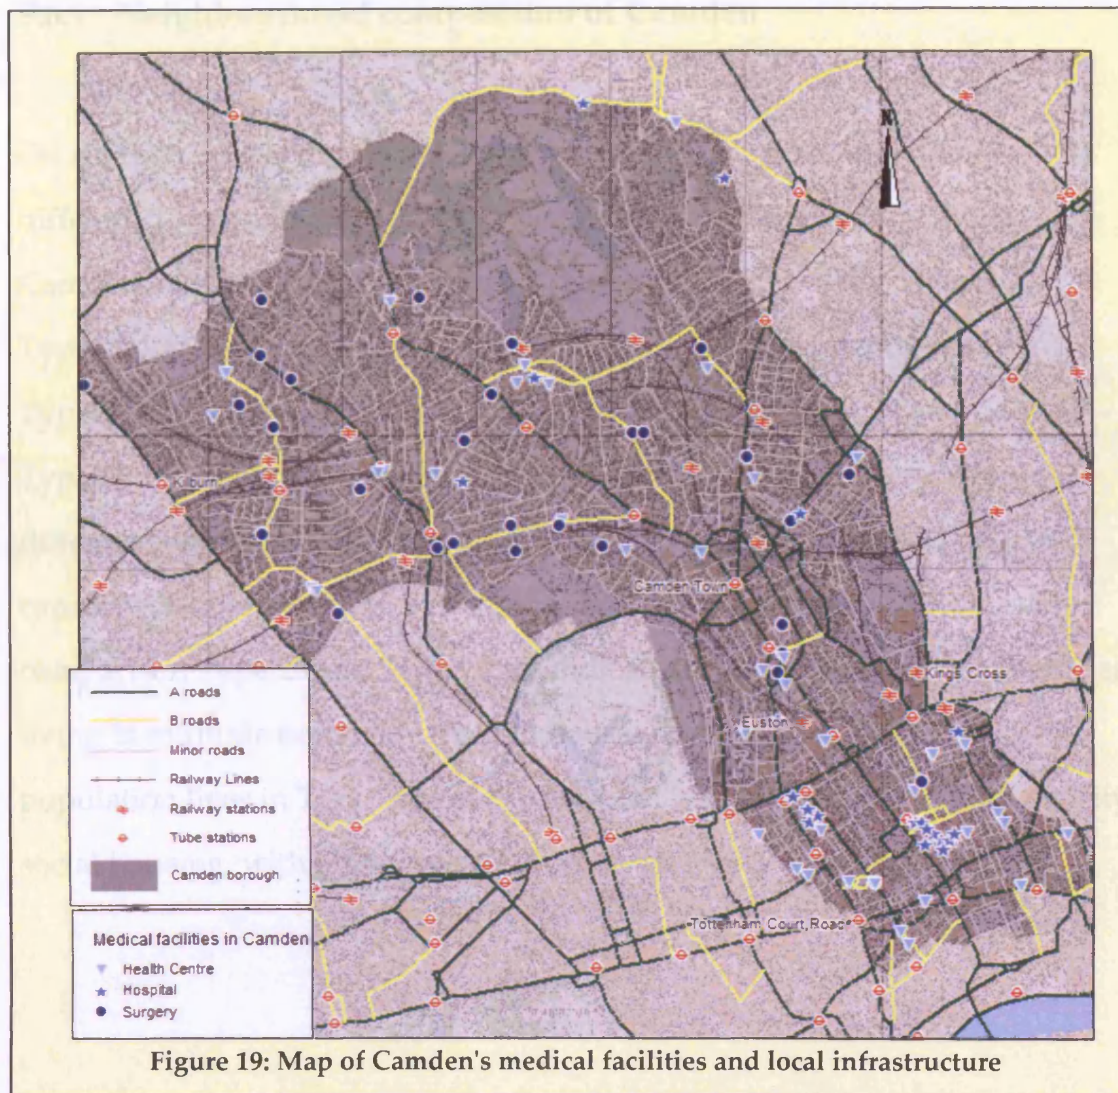 N
Kilburn
Camden Town
Kings Cross
Euston
Tottenham Court Road
A roads
B roads
Minor roads
Railway Lines
Railway stations
Tube stations
Camden borough
Medical facilities in Camden
Health Centre
Hospital
Surgery
Figure 19: Map of Camden's medical facilities and local infrastructure